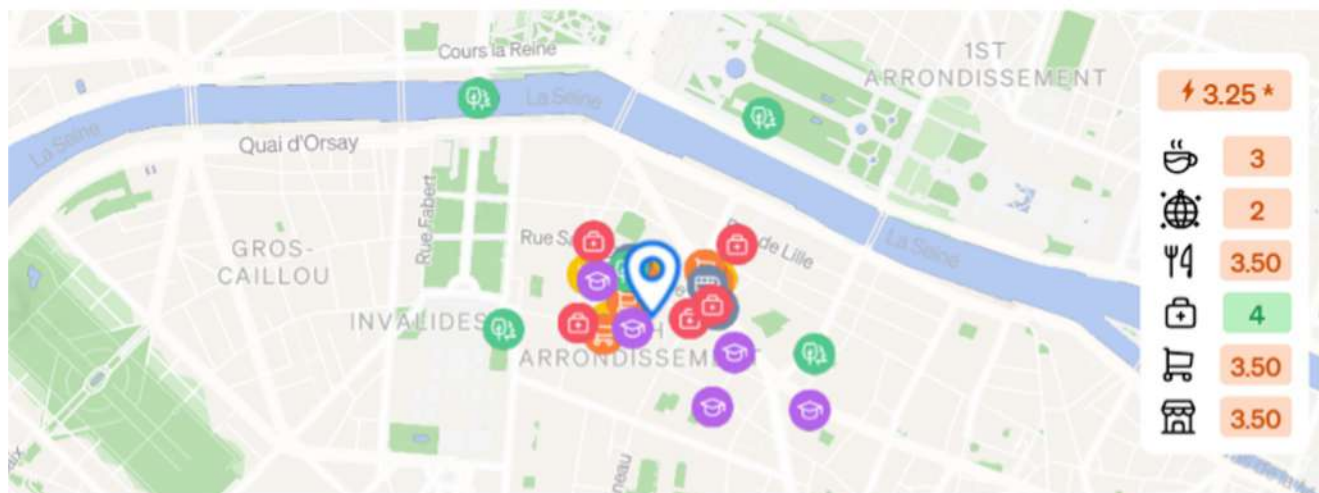 Cours la Reine
1ST
ARRONDISSEMENT
3.25 *
La Seine
La Seine
Quai d'Orsay
3
Rue Fabert
2
Rue S
de Lille
La Seine
GROS-
CAILLOU
3.50
4
INVALIDES
ARRONDISSEM
3.50
3.50